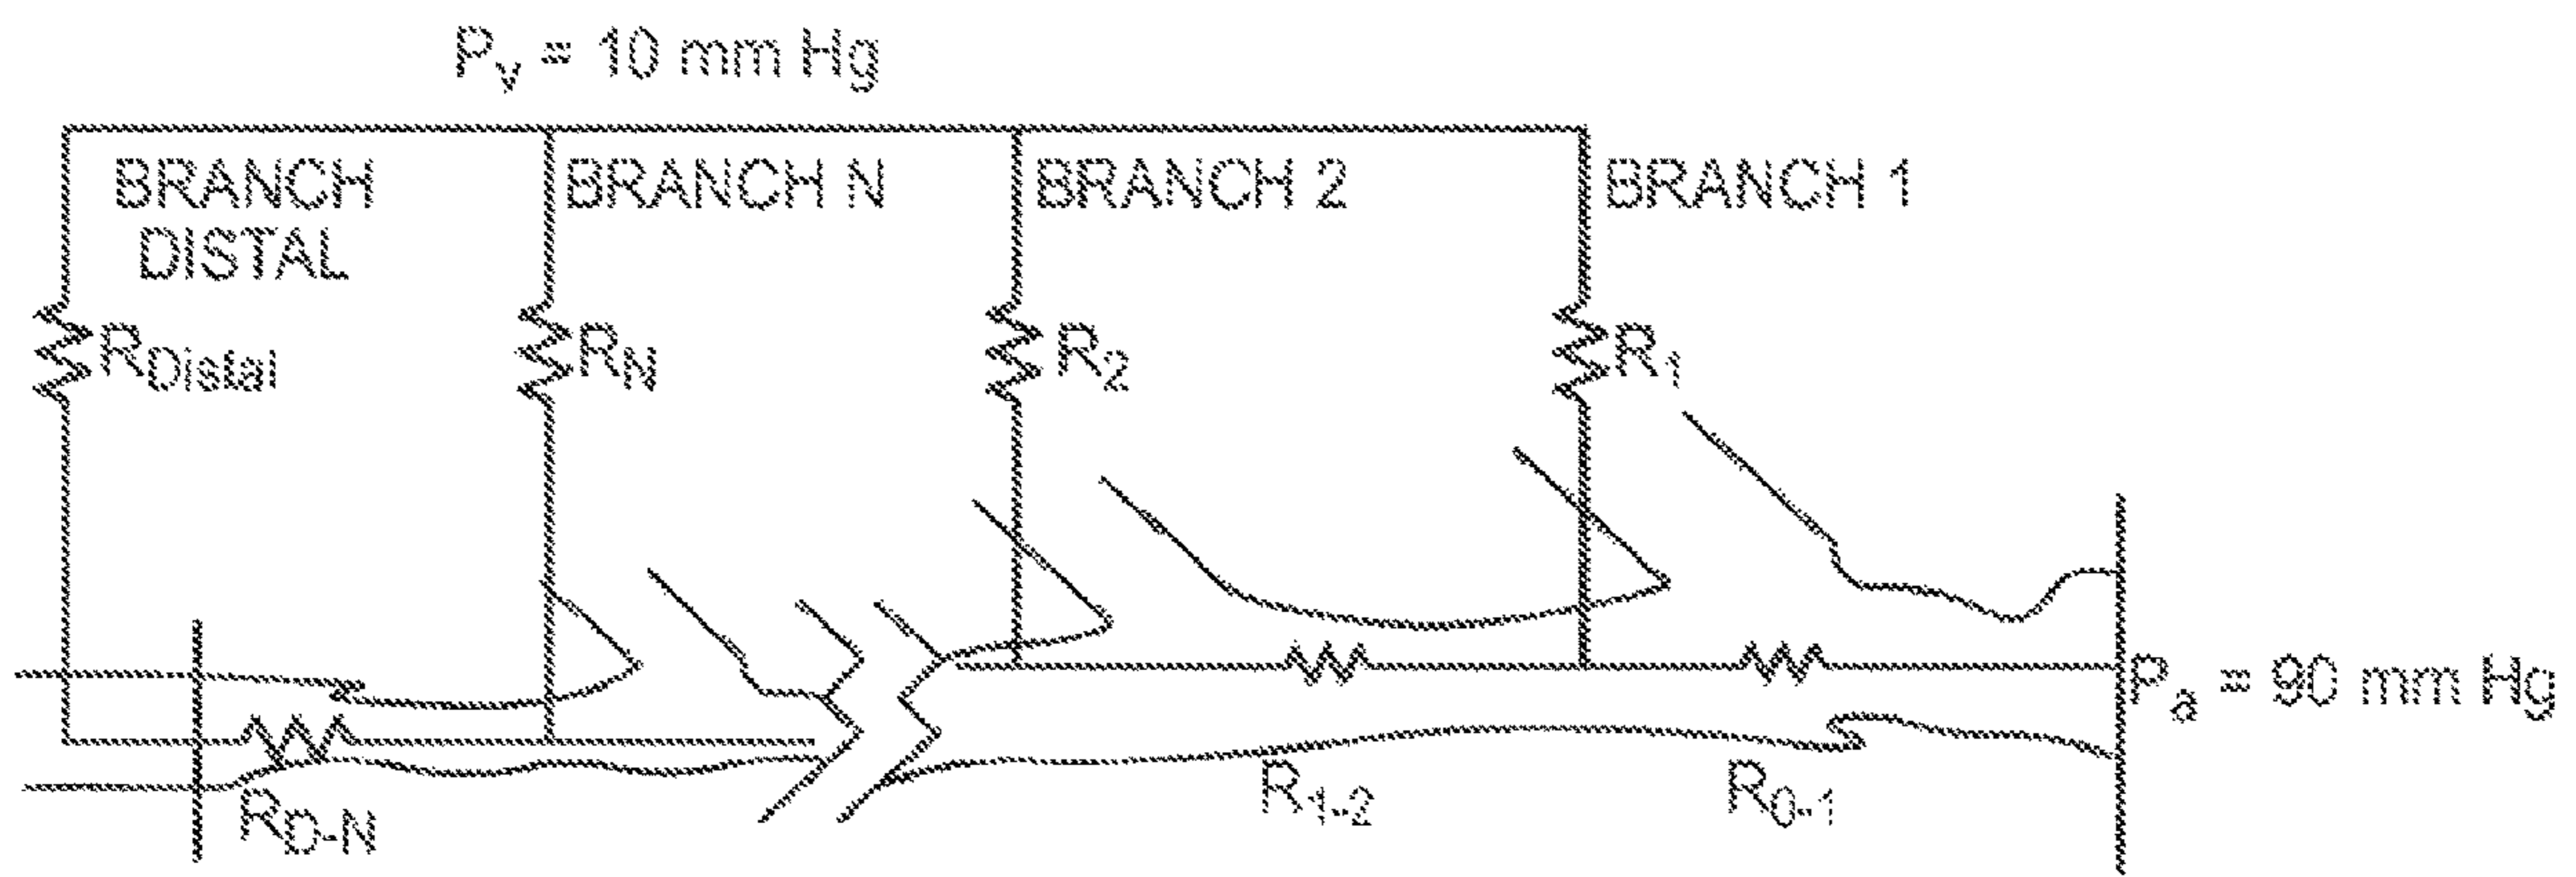 Pv = 10 mm Hg
BRANCH DISTAL
BRANCH N
BRANCH 2
BRANCH 1
RDistal
RN
R2
R1
Pa = 90 mm Hg
R1-2
R0-1
RD-N